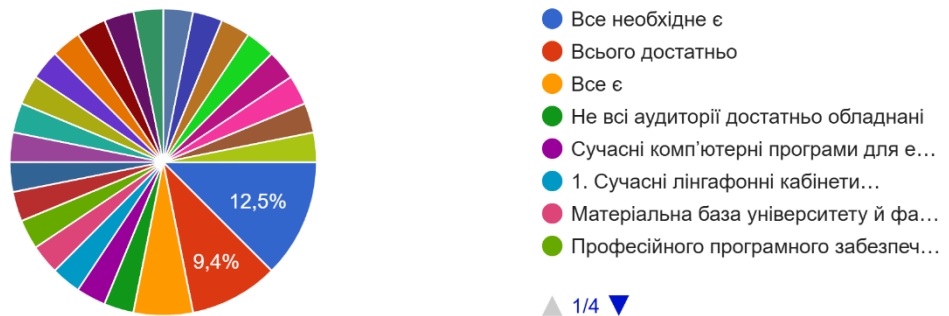 12,5%
9,4%
Все необхідне є
Всього достатньо
Все є
Не всі аудиторії достатньо обладнані
Сучасні комп’ютерні програми для е…
1. Сучасні лінгафонні кабінети…
Матеріальна база університету й фа…
Професійного програмного забезпеч…
1/4